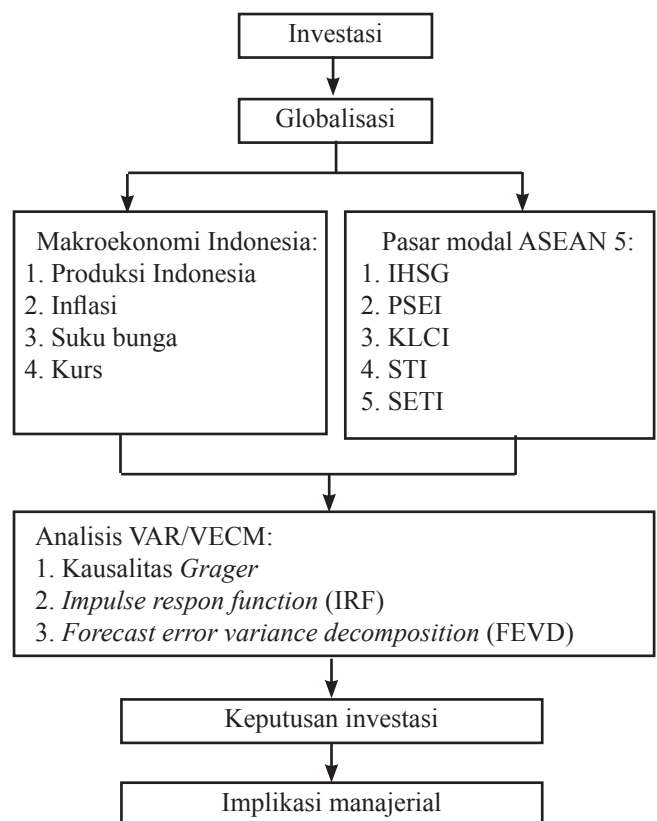 Investasi
Globalisasi
Makroekonomi Indonesia:
1. Produksi Indonesia
2. Inflasi
3. Suku bunga
4. Kurs
Pasar modal ASEAN 5:
1. IHSG
2. PSEI
3. KLCI
4. STI
5. SETI
Analisis VAR/VECM:
1. Kausalitas Grager
2. Impulse respon function (IRF)
3. Forecast error variance decomposition (FEVD)
Keputusan investasi
Implikasi manajerial